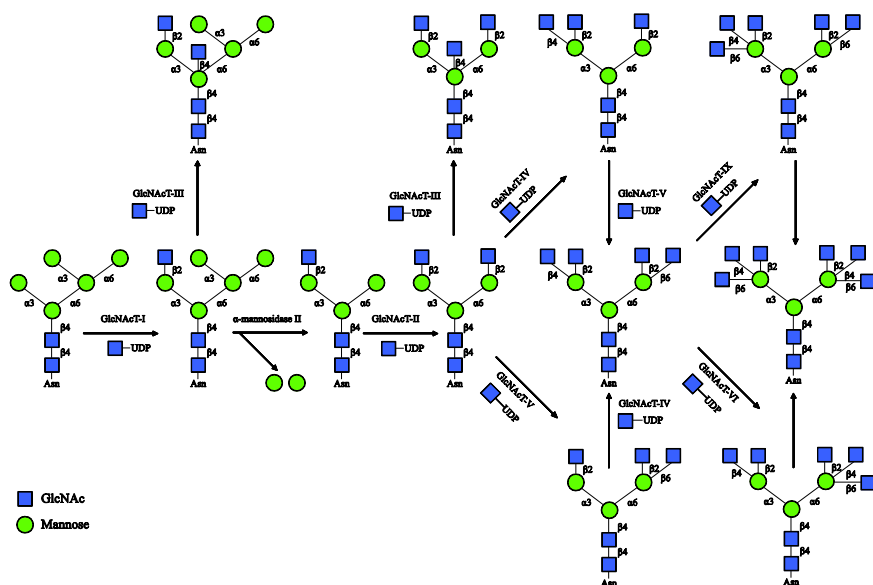 β2
α3
β4
α3
α6
α6
β4
β4
Asn
β2
β4
β2
α3
α6
β4
β4
Asn
β4
β2
β2
α3
α6
β4
β4
Asn
β4
β2
β6
β2
β6
α3
α6
β4
β4
Asn
GlcNAcT-III
UDP
GlcNAcT-III
UDP
GlcNAcT-IV
UDP
GlcNAcT-V
UDP
GlcNAcT-IX
UDP
α3
α6
α3
α6
β4
β4
Asn
GlcNAcT-I
UDP
β2
α3
α3
α6
α6
β4
β4
Asn
α-mannosidase II
β2
α3
α6
β4
β4
Asn
GlcNAcT-II
UDP
β2
β2
α3
α6
β4
β4
Asn
β4
β2
β2
β6
α3
α6
β4
β4
Asn
β2
β4
β6
β2
β4
β6
α3
α6
β4
β4
Asn
GlcNAcT-V
UDP
GlcNAcT-IV
UDP
GlcNAcT-VI
UDP
β2
β2
β6
α3
α6
β4
β4
Asn
β4
β2
β2
β4
β6
α3
α6
β4
β4
Asn
GlcNAc
Mannose